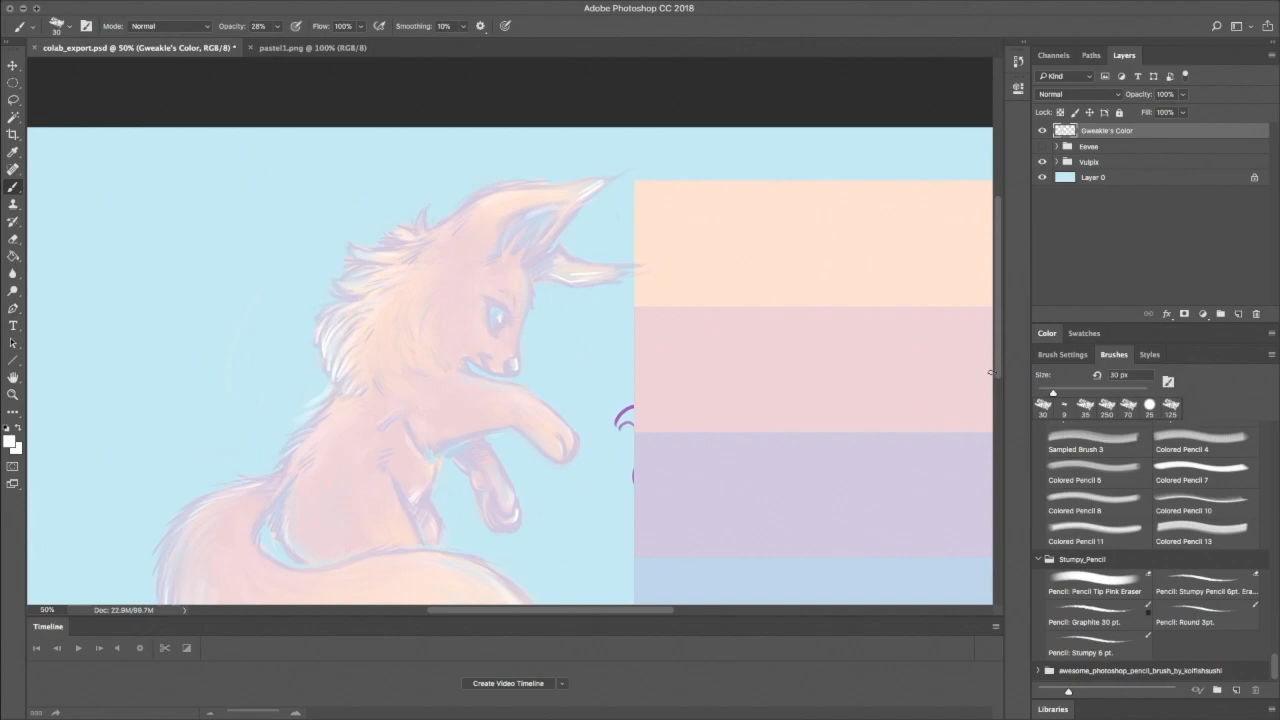 Adobe Photoshop CC 2018
30
Mode: Normal
Opacity: 28%
Flow: 100%
Smoothing: 10%
colab_export.psd @ 50% (Gweakle's Color, RGB/8) *
pastel1.png @ 100% (RGB/8)
Channels Paths Layers
Kind
Normal
Opacity: 100%
Lock:
Fill: 100%
Gweakle's Color
Eevee
Vulpix
Layer 0
fx
Color Swatches
Brush Settings Brushes Styles
Size: 30 px
30 9 35 250 70 25 125
Sampled Brush 3 Colored Pencil 4
Colored Pencil 5 Colored Pencil 7
Colored Pencil 8 Colored Pencil 10
Colored Pencil 11 Colored Pencil 13
Stumpy_Pencil
Pencil: Pencil Tip Pink Eraser Pencil: Stumpy Pencil 6pt. Era...
Pencil: Graphite 30 pt. Pencil: Round 3pt.
Pencil: Stumpy 6 pt.
awesome_photoshop_pencil_brush_by_koifishsushi
Libraries
50% Doc: 22.9M/99.7M
Timeline
Create Video Timeline